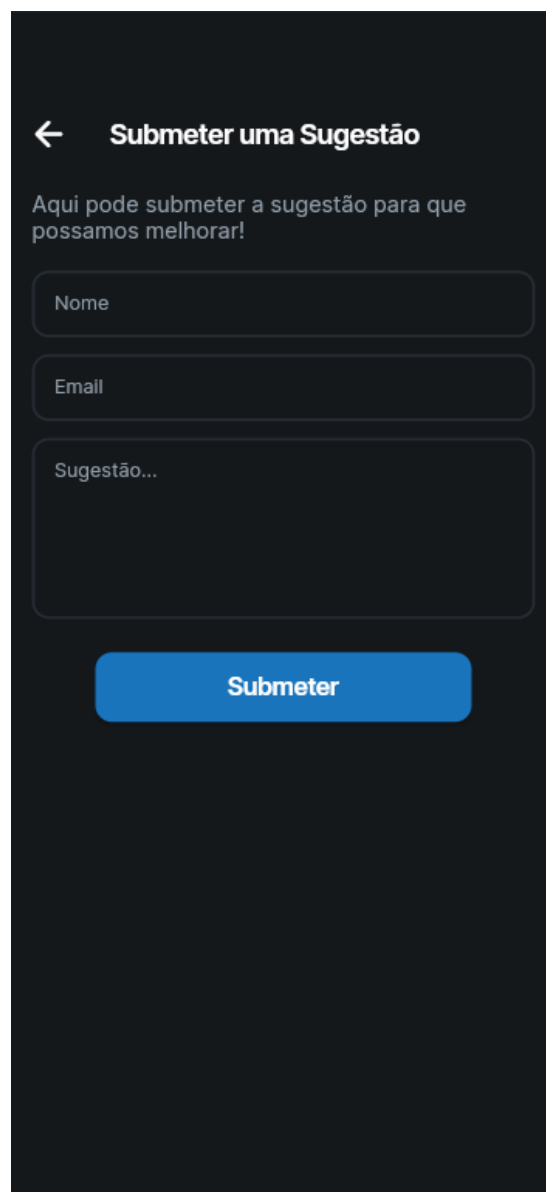 Submeter uma Sugestão
Aqui pode submeter a sugestão para que
possamos melhorar!
Nome
Email
Sugestão...
Submeter